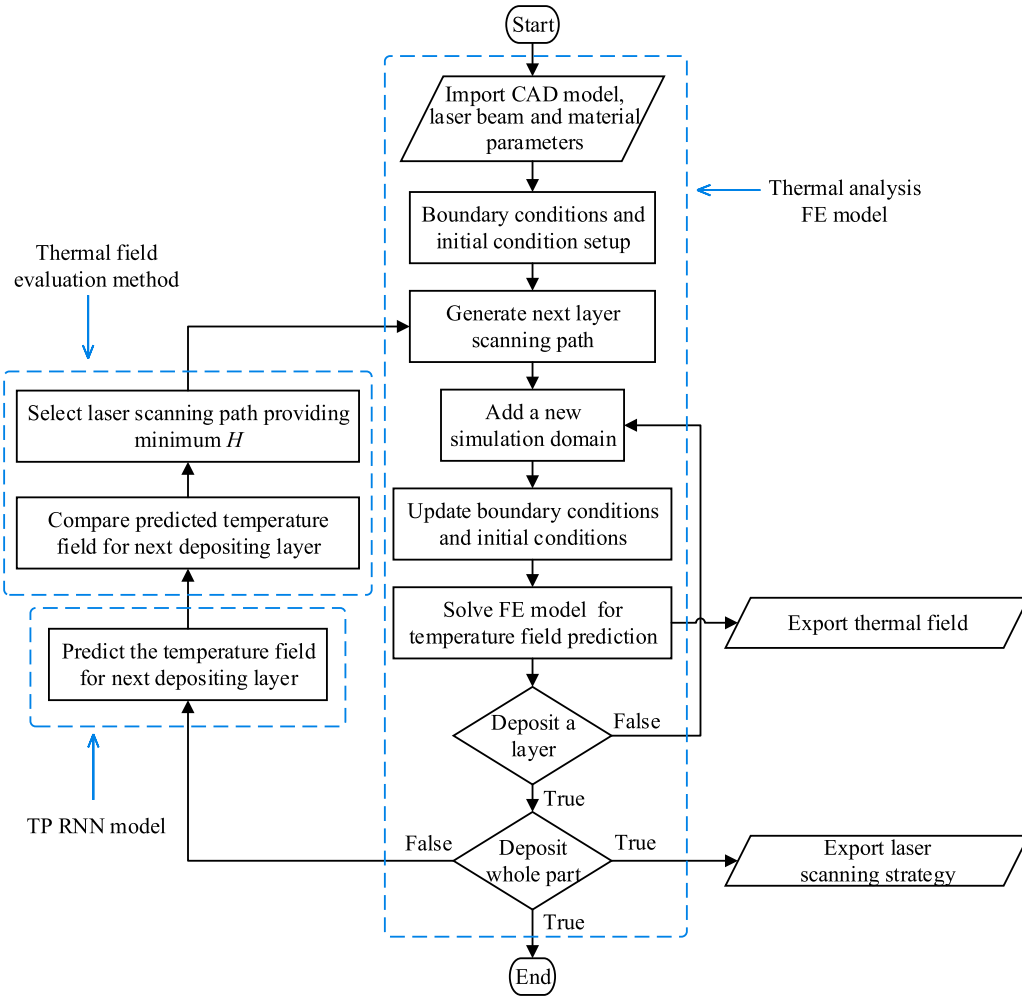 Start
Import CAD model,
laser beam and material
parameters
Thermal analysis
FE model
Boundary conditions and
initial condition setup
Thermal field
evaluation method
Generate next layer
scanning path
Select laser scanning path providing
minimum H
Add a new
simulation domain
Compare predicted temperature
field for next depositing layer
Update boundary conditions
and initial conditions
Solve FE model for
temperature field prediction
Export thermal field
Predict the temperature field
for next depositing layer
Deposit a
layer
False
True
TP RNN model
False
Deposit
whole part
True
Export laser
scanning strategy
True
End